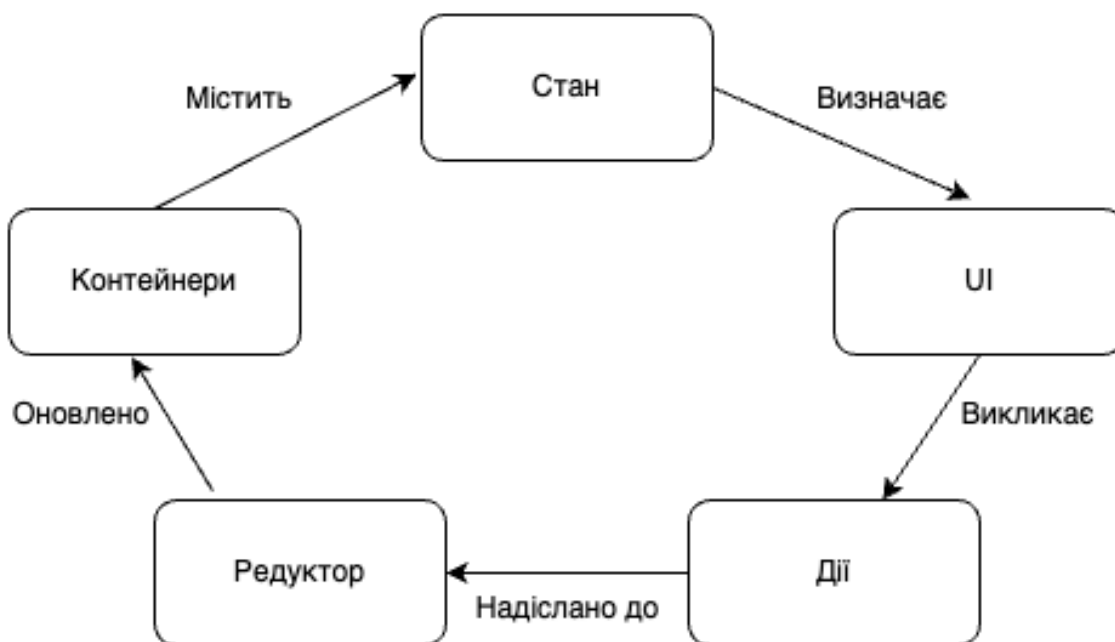 Стан
Містить
Визначає
Контейнери
UI
Оновлено
Викликає
Редуктор
Надіслано до
Дії